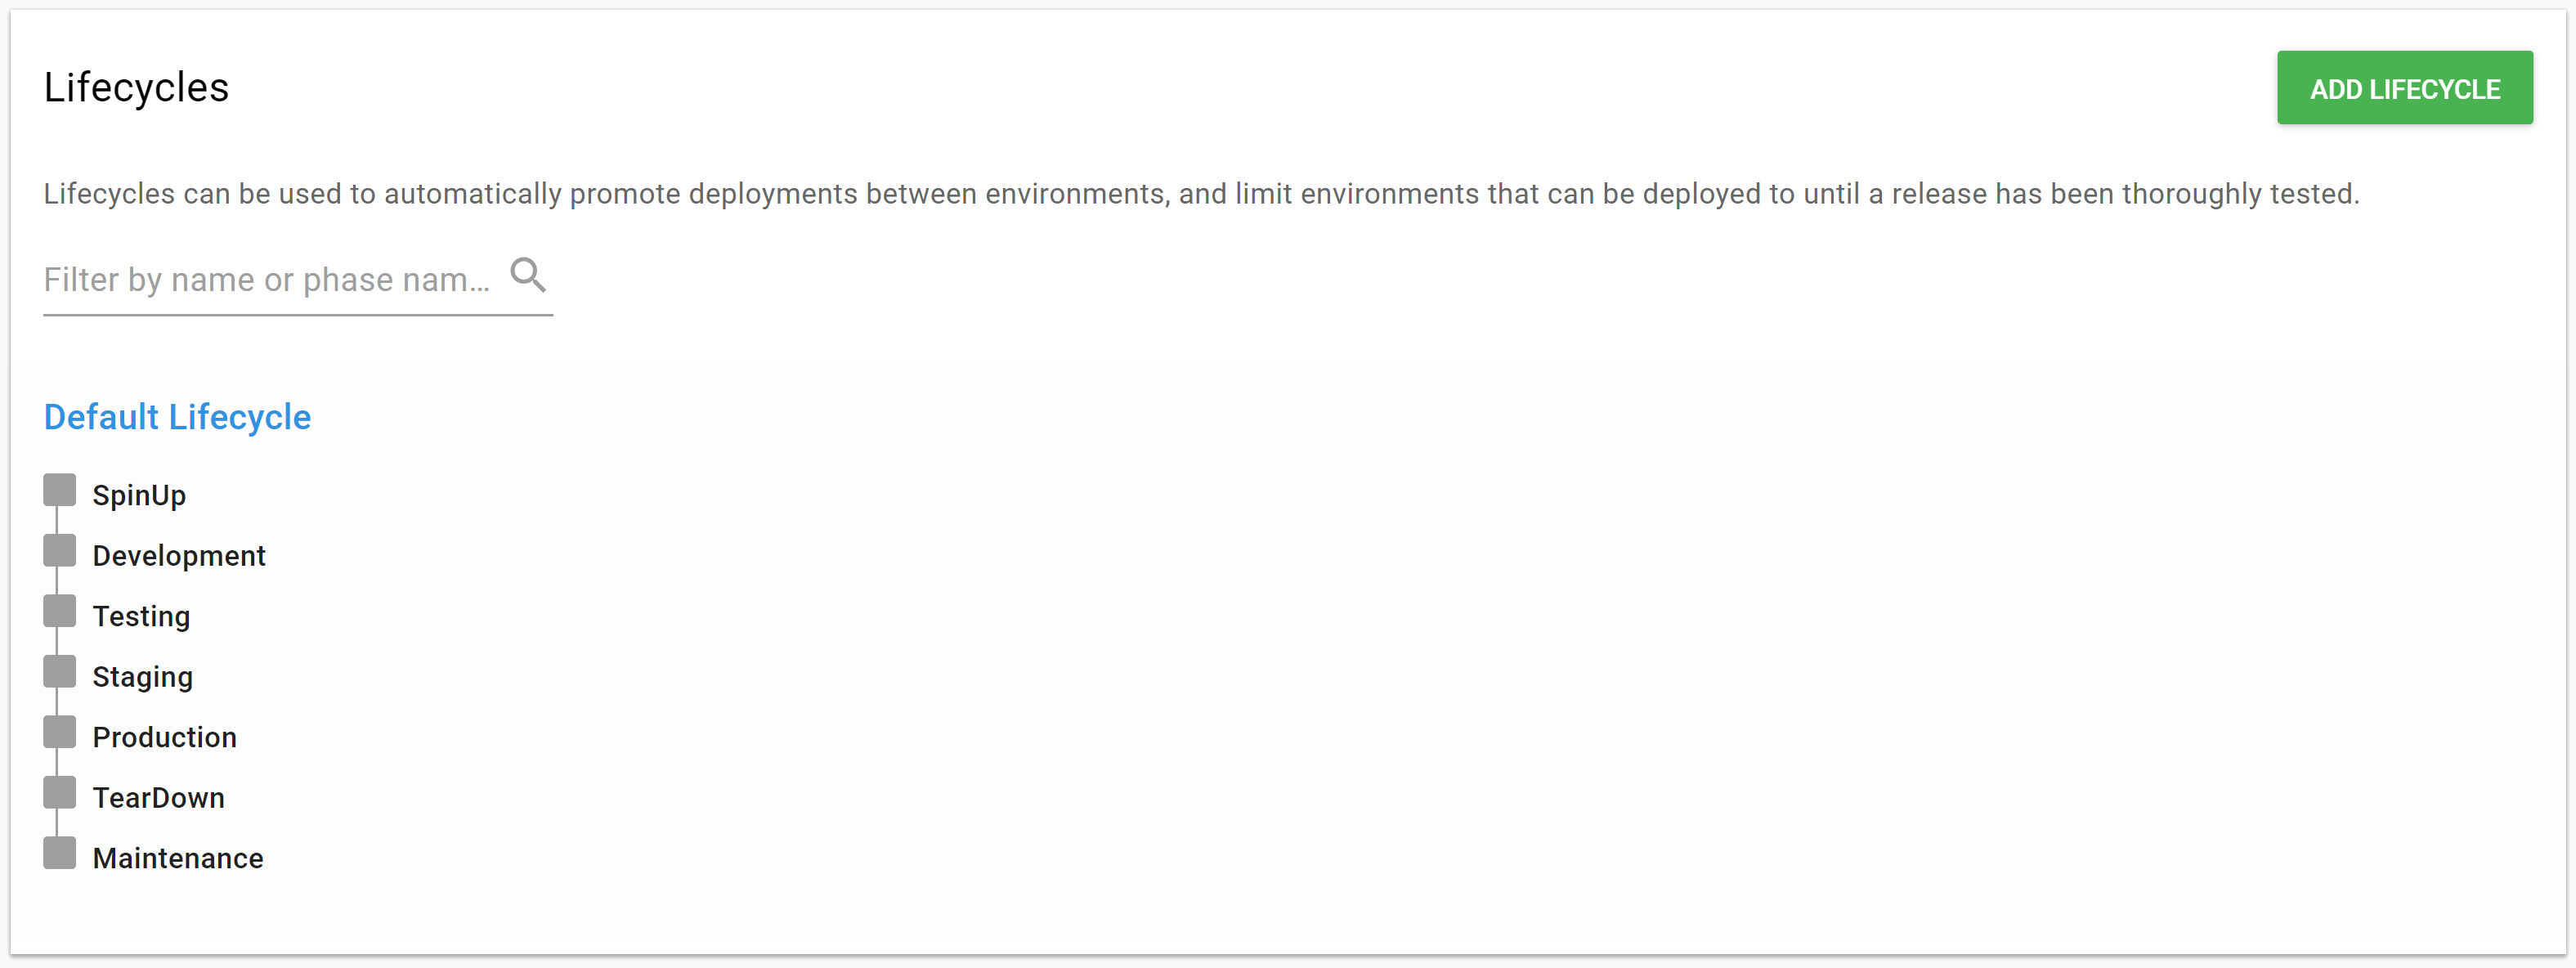 Lifecycles
ADD LIFECYCLE
Lifecycles can be used to automatically promote deployments between environments, and limit environments that can be deployed to until a release has been thoroughly tested.
Filter by name or phase nam...
Default Lifecycle
SpinUp
Development
Testing
Staging
Production
TearDown
Maintenance